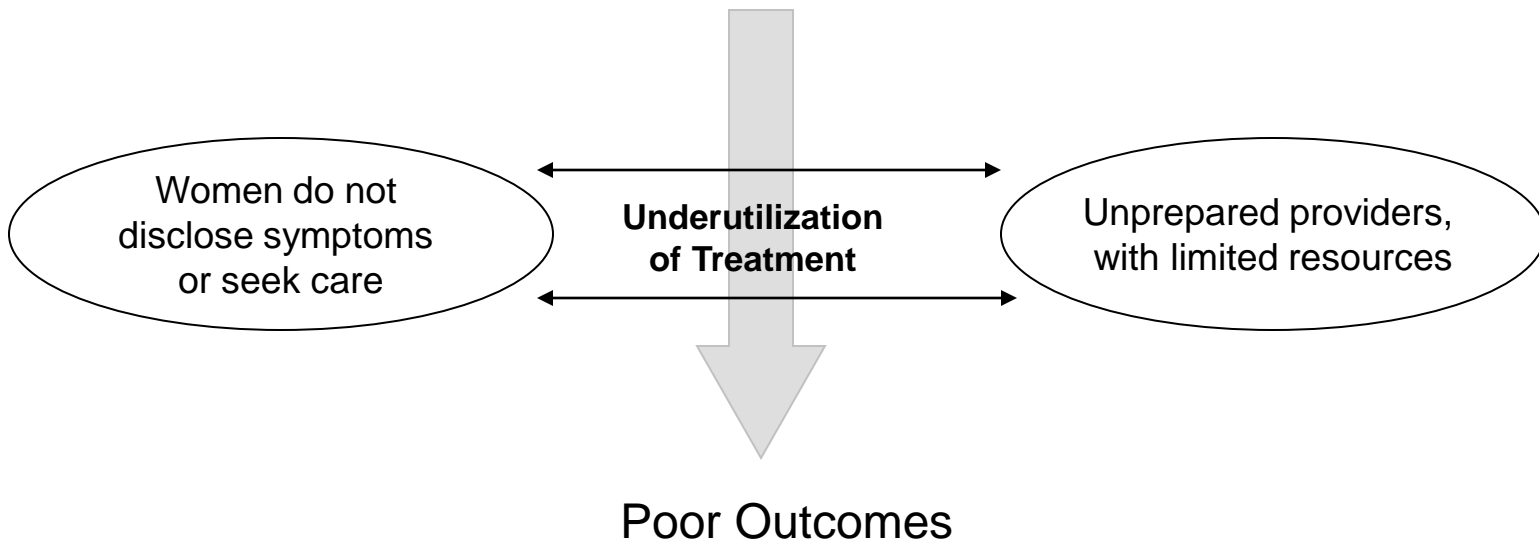 Women do not
disclose symptoms
or seek care
Underutilization
of Treatment
Unprepared providers,
with limited resources
Poor Outcomes